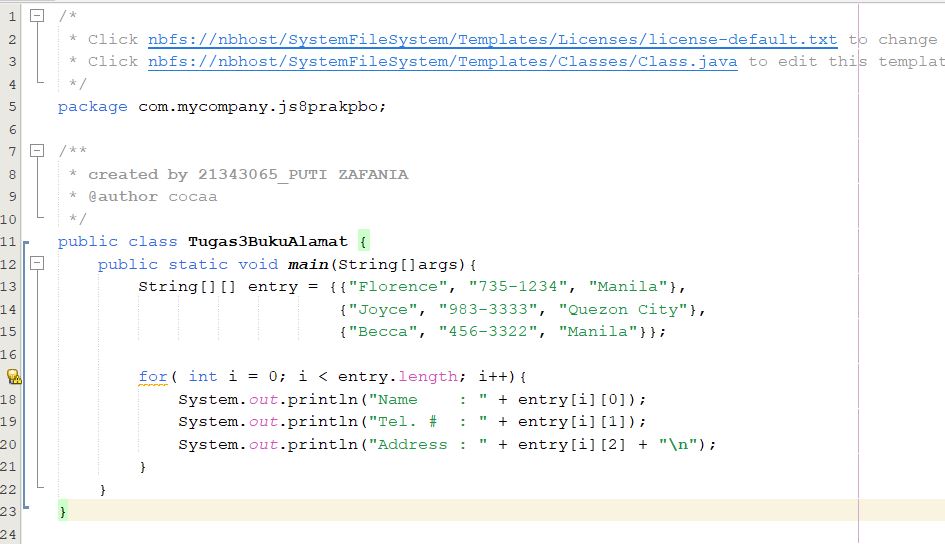 1 /*
2 * Click nbfs://nbhost/SystemFileSystem/Templates/Licenses/license-default.txt to change
3 * Click nbfs://nbhost/SystemFileSystem/Templates/Classes/Class.java to edit this templat
4 */
5 package com.mycompany.js8prakpbo;
6
7 /**
8 * created by 21343065_PUTI ZAFANIA
9 * @author cocaa
10 */
11 public class Tugas3BukuAlamat {
12 public static void main(String[]args){
13 String[][] entry = {{"Florence", "735-1234", "Manila"},
14 {"Joyce", "983-3333", "Quezon City"},
15 {"Becca", "456-3322", "Manila"}};
16
for( int i = 0; i < entry.length; i++){
18 System.out.println("Name    : " + entry[i][0]);
19 System.out.println("Tel. #  : " + entry[i][1]);
20 System.out.println("Address : " + entry[i][2] + "\n");
21 }
22 }
23 }
24